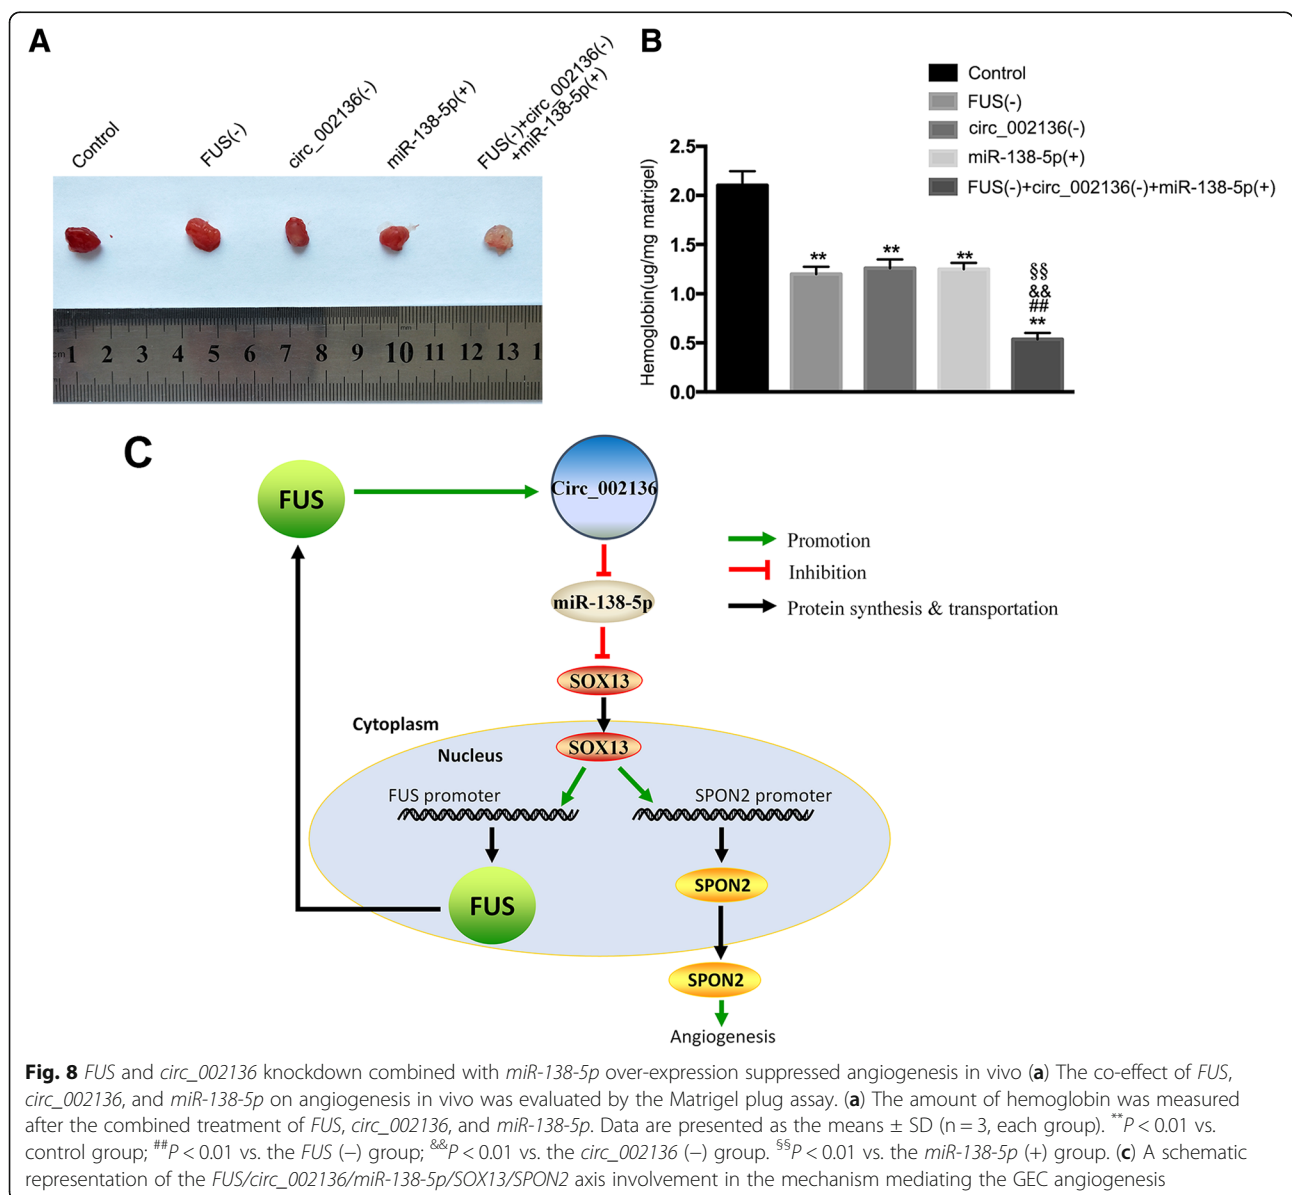 A
Control
FUS(-)
circ_002136(-)
miR-138-5p(+)
FUS(-)+circ_002136(-)
+miR-138-5p(+)
cm 1 2 3 4 5 6 7 8 9 10 11 12 13 1
B
Control
FUS(-)
circ_002136(-)
miR-138-5p(+)
FUS(-)+circ_002136(-)+miR-138-5p(+)
Hemoglobin(ug/mg matrigel)
2.5
2.0
1.5
1.0
0.5
0.0
**
**
**
§§
&&
##
**
C
FUS
Circ_002136
miR-138-5p
SOX13
Promotion
Inhibition
Protein synthesis & transportation
Cytoplasm
Nucleus
SOX13
FUS promoter
SPON2 promoter
FUS
SPON2
SPON2
Angiogenesis
Fig. 8 FUS and circ_002136 knockdown combined with miR-138-5p over-expression suppressed angiogenesis in vivo (a) The co-effect of FUS,
circ_002136, and miR-138-5p on angiogenesis in vivo was evaluated by the Matrigel plug assay. (a) The amount of hemoglobin was measured
after the combined treatment of FUS, circ_002136, and miR-138-5p. Data are presented as the means ± SD (n = 3, each group). **P < 0.01 vs.
control group; ##P < 0.01 vs. the FUS (−) group; &&P < 0.01 vs. the circ_002136 (−) group. §§P < 0.01 vs. the miR-138-5p (+) group. (c) A schematic
representation of the FUS/circ_002136/miR-138-5p/SOX13/SPON2 axis involvement in the mechanism mediating the GEC angiogenesis